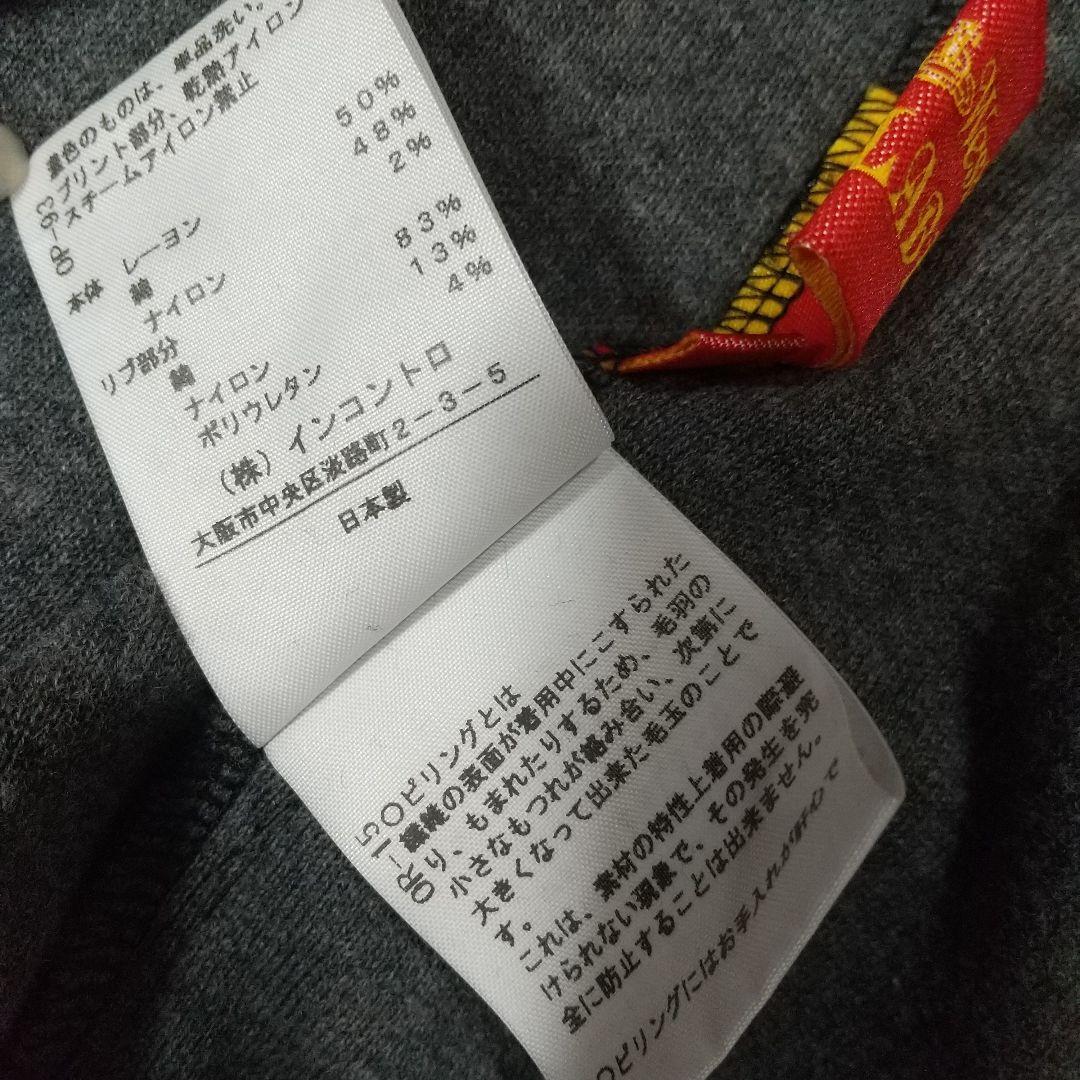 濃色のものは、単品洗い。
プリント部分、乾熱アイロン
スチームアイロン禁止
OP-93
本体
レーヨン 50%
綿 48%
ナイロン 2%
リブ部分
綿 83%
ナイロン 13%
ポリウレタン 4%
(株)インコントロ
大阪市中央区淡路町2-3-5
日本製
〇ピリングとは
繊維の表面が着用中にこすられた
り、もまれたりするため、毛羽の
小さなもつれが絡み合い、次第に
大きくなって出来た毛玉のことで
す。
これは、素材の特性上着用の際避
けられない現象で、その発生を完
全に防止することは出来ません。
〇ピリングにはお手入れが肝心で